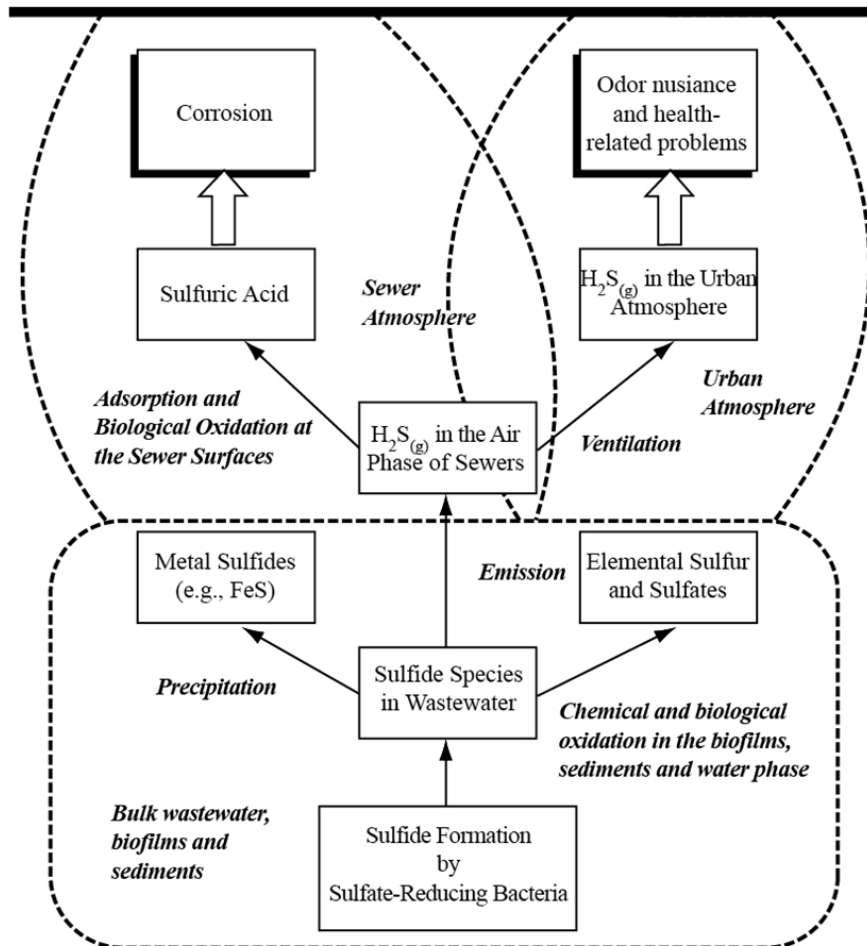 Corrosion
Odor nusiance
and health-
related problems
Sulfuric Acid
Sewer
Atmosphere
H₂S₍g₎ in the Urban
Atmosphere
Urban
Atmosphere
Adsorption and
Biological Oxidation at
the Sewer Surfaces
H₂S₍g₎ in the Air
Phase of Sewers
Ventilation
Metal Sulfides
(e.g., FeS)
Emission
Elemental Sulfur
and Sulfates
Precipitation
Sulfide Species
in Wastewater
Chemical and biological
oxidation in the biofilms,
sediments and water phase
Bulk wastewater,
biofilms and
sediments
Sulfide Formation
by
Sulfate-Reducing Bacteria